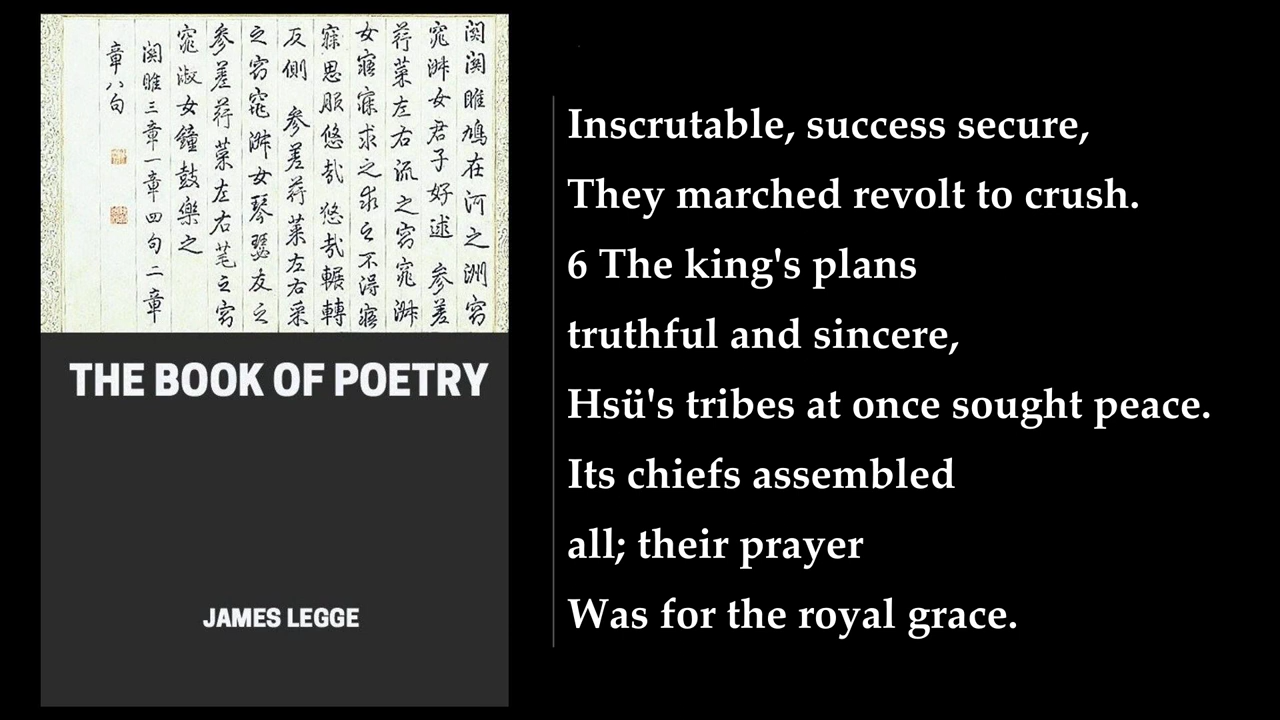 関関雎鳩在河之洲窈
窕淑女君子好逑 参差
荇菜左右流之窈窕淑
女寤寐求之求之不得寤
寐思服悠哉悠哉輾轉
反側 参差荇菜左右采
之窈窕淑女琴瑟友之
参差荇菜左右芼之窈
窕淑女鐘鼓樂之
関雎三章一章四句二章
章八句
THE BOOK OF POETRY
JAMES LEGGE
Inscrutable, success secure,
They marched revolt to crush.
6 The king's plans
truthful and sincere,
Hsü's tribes at once sought peace.
Its chiefs assembled
all; their prayer
Was for the royal grace.